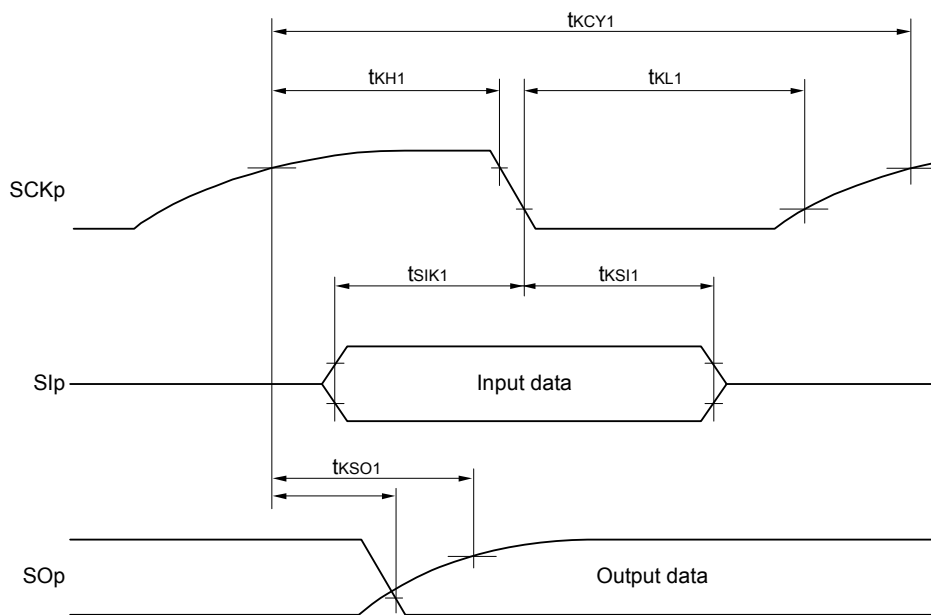 tKCY1
tKH1
tKL1
SCKp
tSIK1
tKSI1
SIp
Input data
tKSO1
SOp
Output data